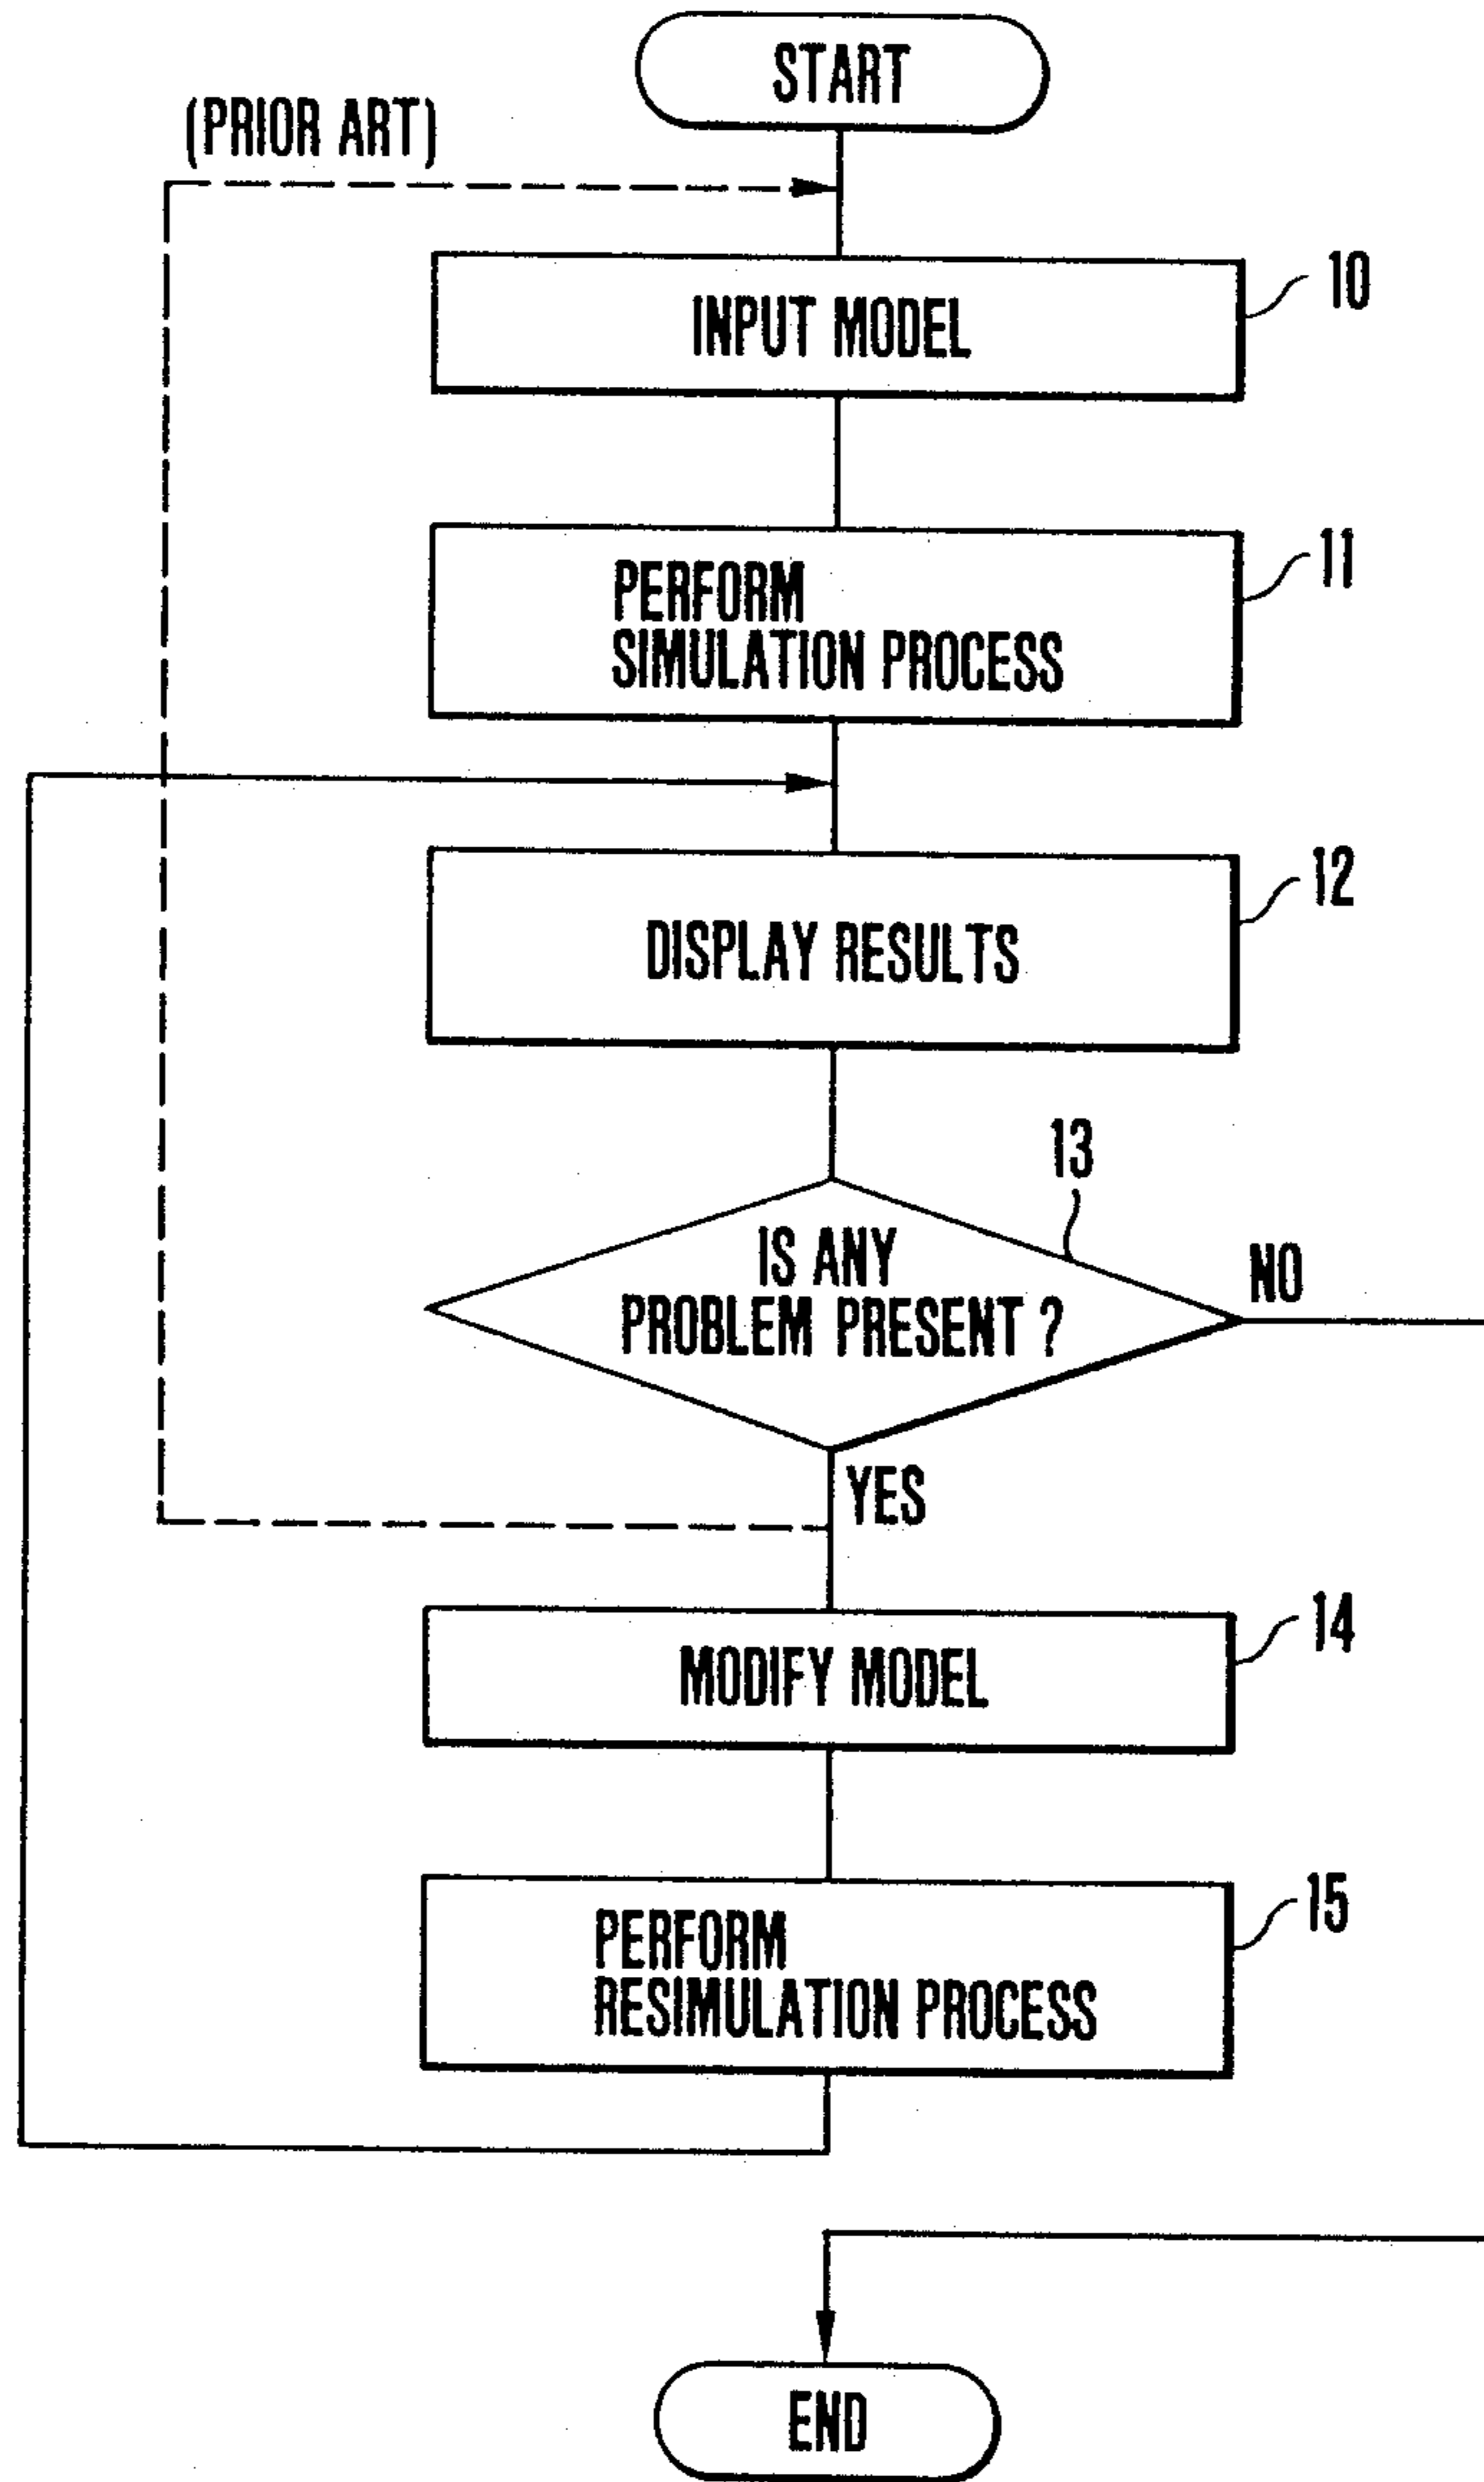 START
(PRIOR ART)
10
INPUT MODEL
11
PERFORM
SIMULATION PROCESS
12
DISPLAY RESULTS
13
IS ANY
PROBLEM PRESENT ?
NO
YES
14
MODIFY MODEL
15
PERFORM
RESIMULATION PROCESS
END